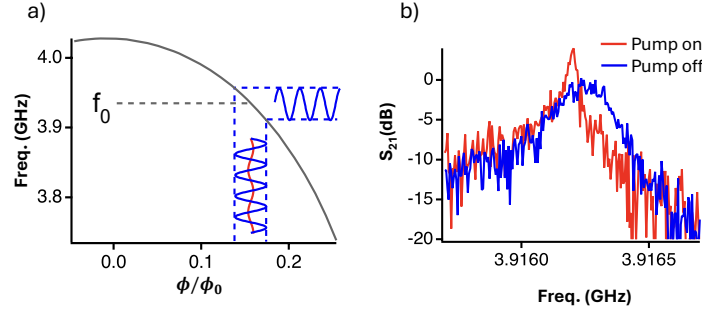 a)
Freq. (GHz)
4.0
3.9
3.8
f0
0.0
0.1
0.2
ϕ/ϕ0
b)
Pump on
Pump off
S21(dB)
0
-5
-10
-15
-20
3.9160
3.9165
Freq. (GHz)